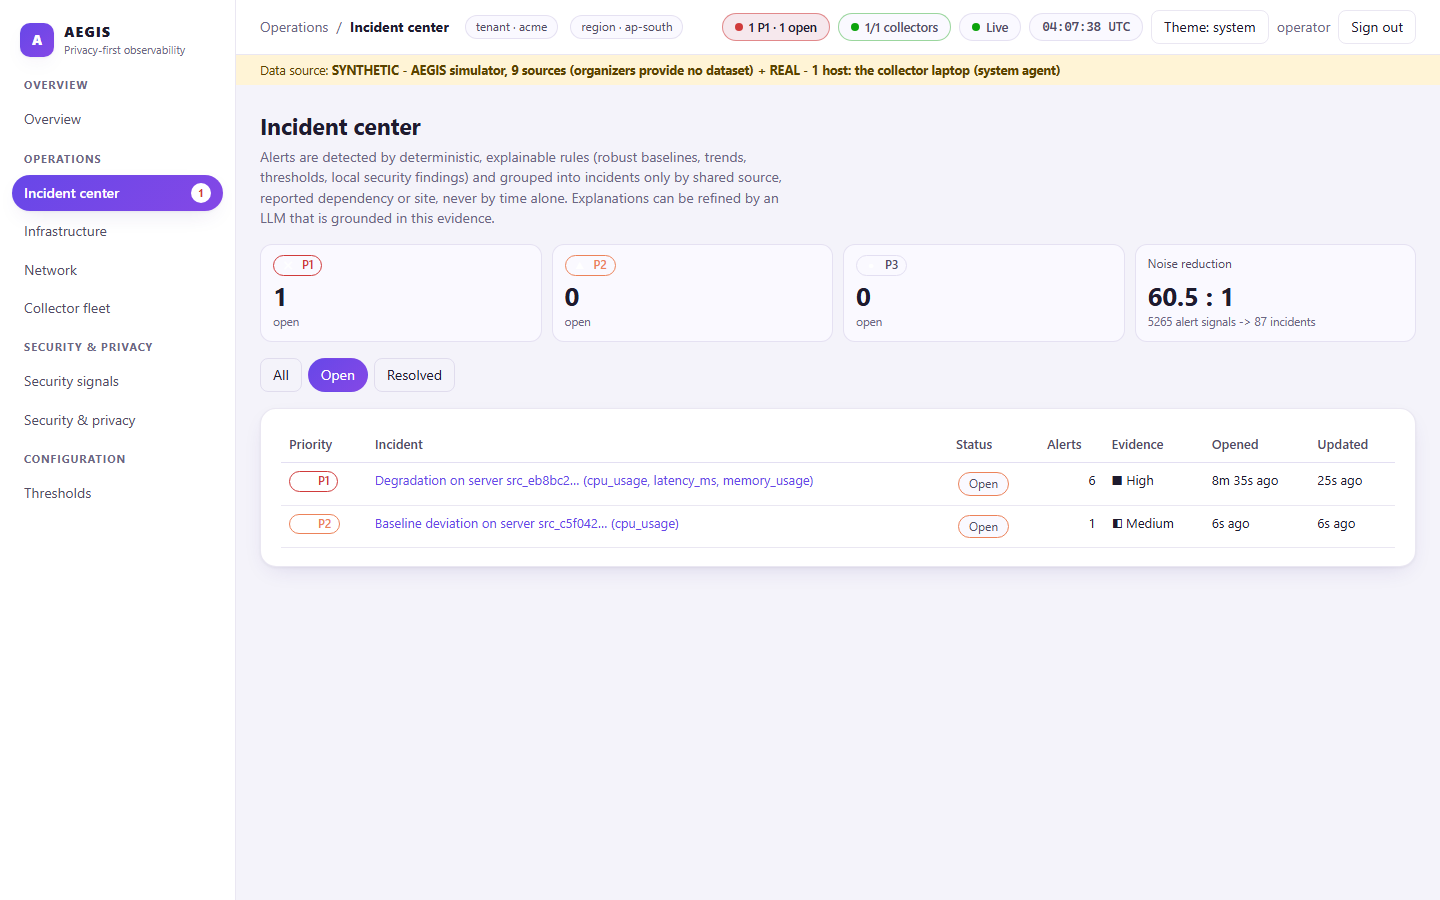 A
AEGIS
Privacy-first observability
OVERVIEW
Overview
OPERATIONS
Incident center 1
Infrastructure
Network
Collector fleet
SECURITY & PRIVACY
Security signals
Security & privacy
CONFIGURATION
Thresholds
Operations / Incident center
tenant · acme
region · ap-south
1 P1 · 1 open
1/1 collectors
Live
04:07:38 UTC
Theme: system
operator
Sign out
Data source: SYNTHETIC - AEGIS simulator, 9 sources (organizers provide no dataset) + REAL - 1 host: the collector laptop (system agent)
Incident center
Alerts are detected by deterministic, explainable rules (robust baselines, trends,
thresholds, local security findings) and grouped into incidents only by shared source,
reported dependency or site, never by time alone. Explanations can be refined by an
LLM that is grounded in this evidence.
P1
1
open
P2
0
open
P3
0
open
Noise reduction
60.5 : 1
5265 alert signals -> 87 incidents
All
Open
Resolved
Priority Incident Status Alerts Evidence Opened Updated
P1 Degradation on server src_eb8bc2... (cpu_usage, latency_ms, memory_usage) Open 6 High 8m 35s ago 25s ago
P2 Baseline deviation on server src_c5f042... (cpu_usage) Open 1 Medium 6s ago 6s ago